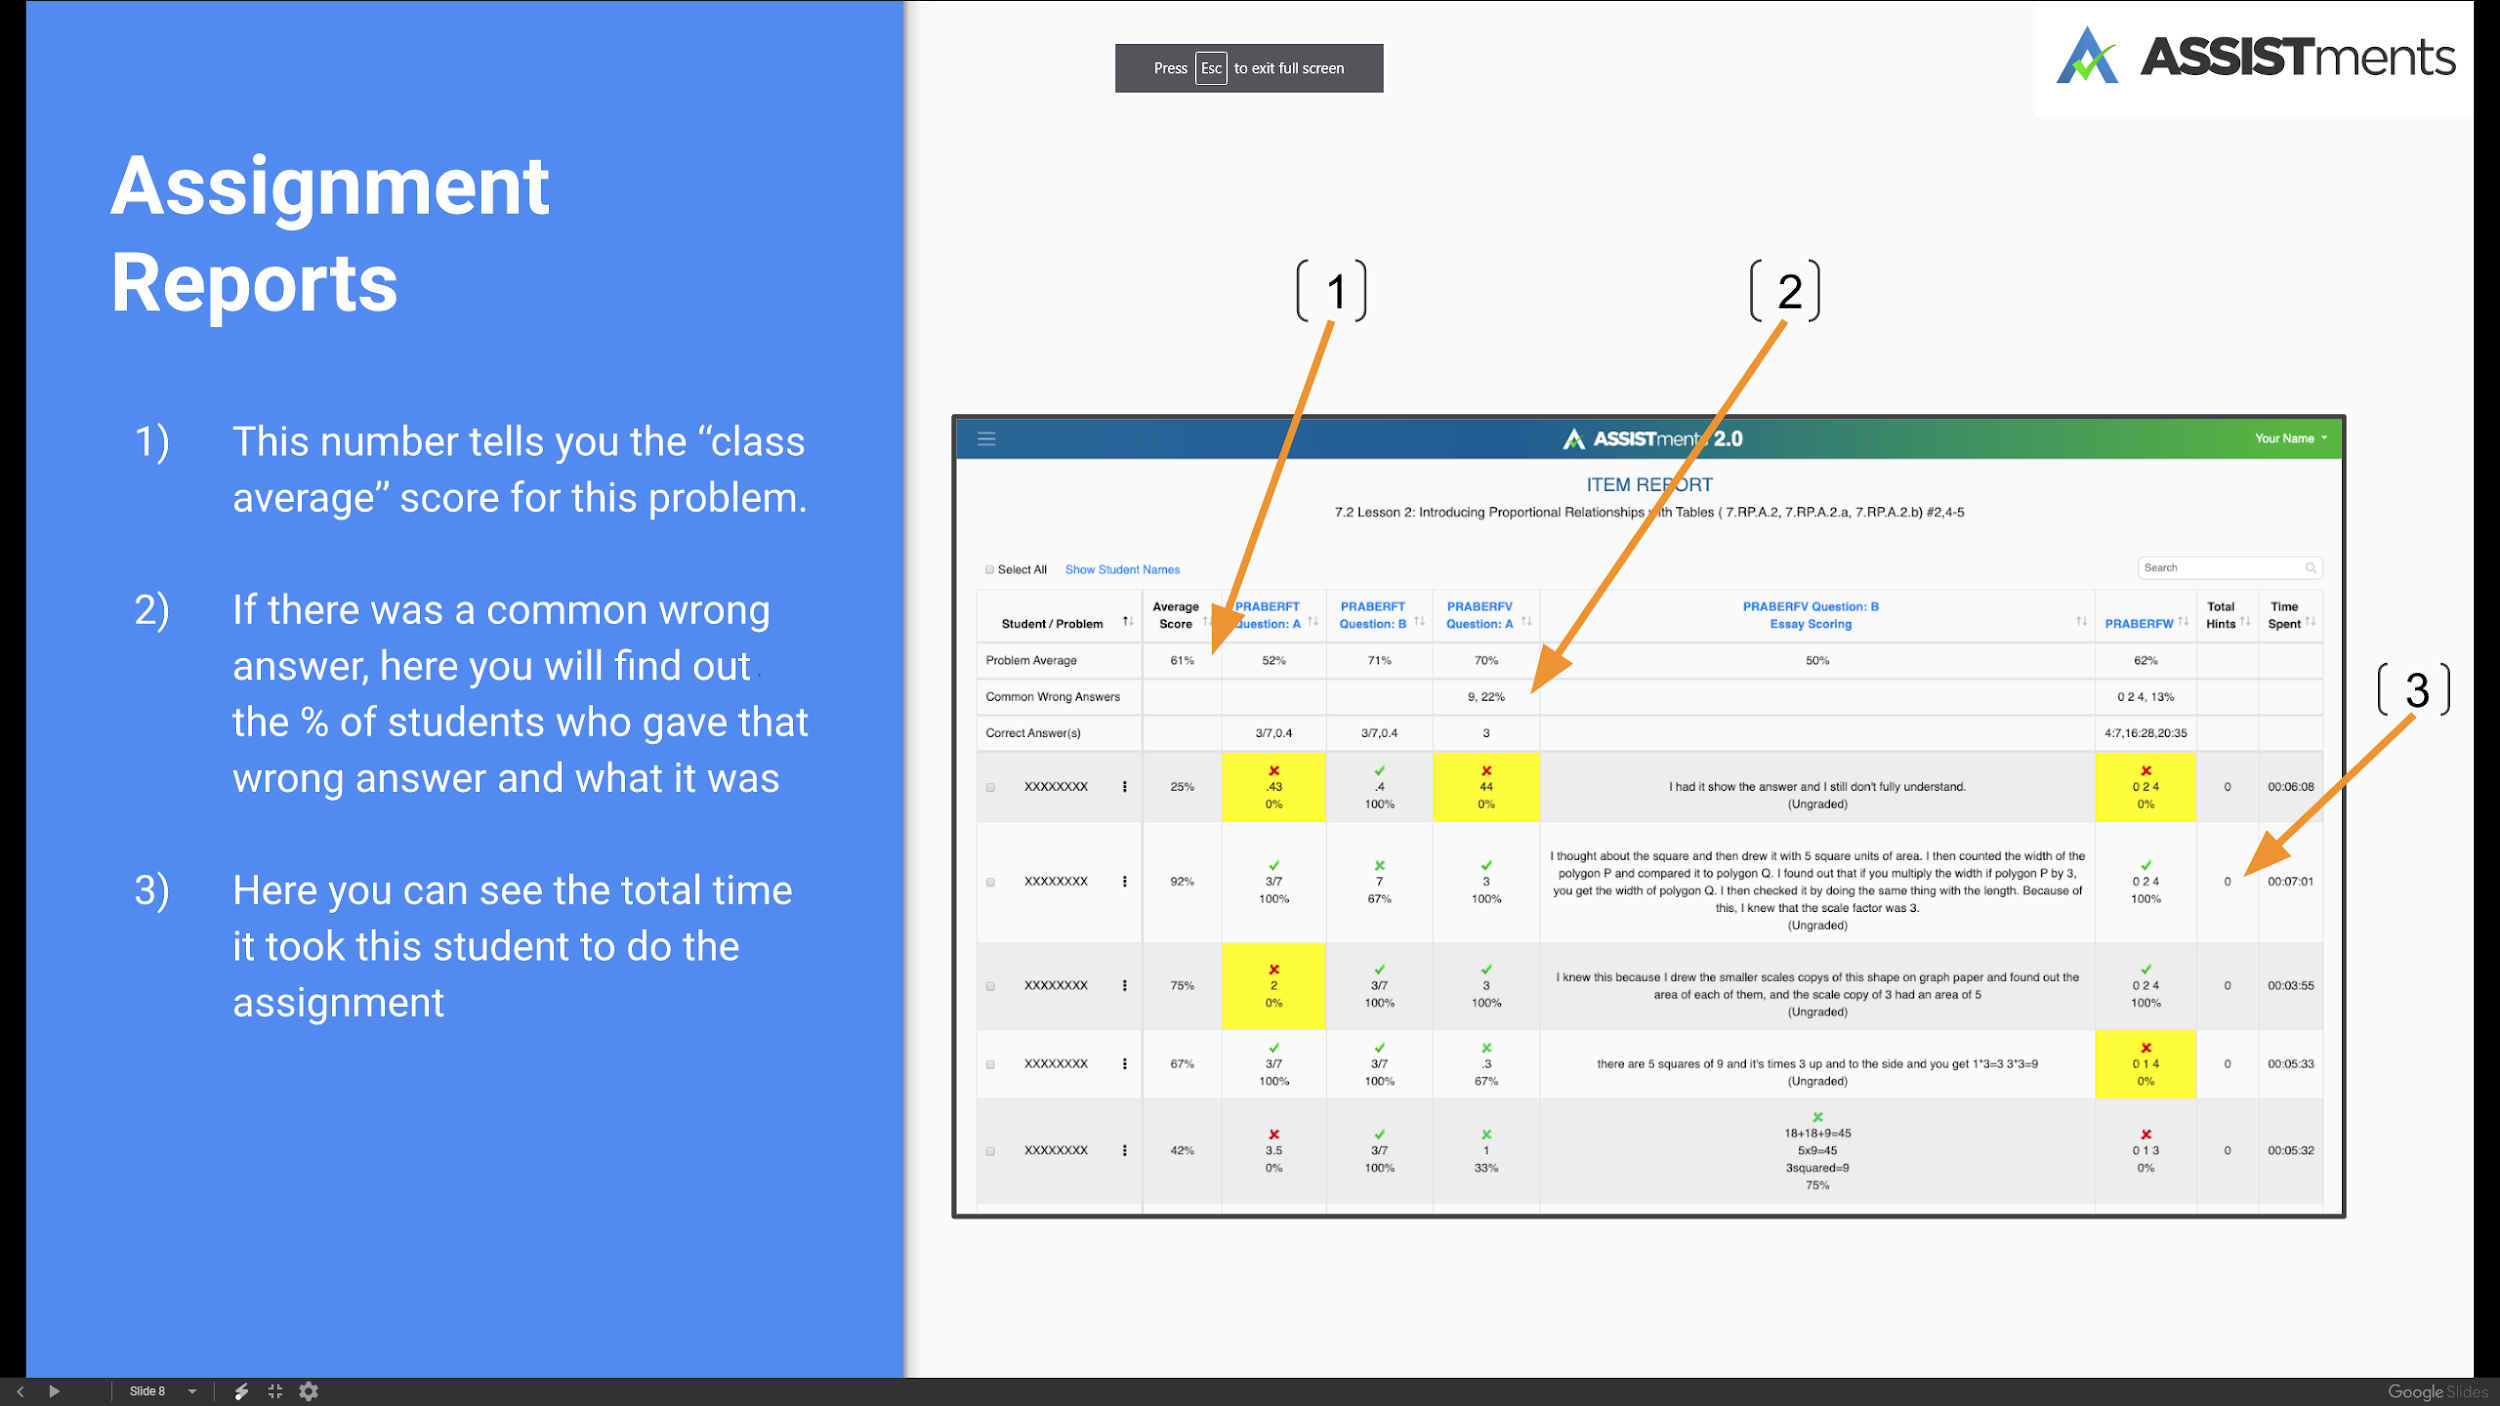 Press Esc to exit full screen
ASSISTments
Assignment
Reports
1) This number tells you the “class
average” score for this problem.
2) If there was a common wrong
answer, here you will find out
the % of students who gave that
wrong answer and what it was
3) Here you can see the total time
it took this student to do the
assignment
1
2
3
ASSISTments 2.0
Your Name
ITEM REPORT
7.2 Lesson 2: Introducing Proportional Relationships with Tables ( 7.RP.A.2, 7.RP.A.2.a, 7.RP.A.2.b) #2,4-5
Select All Show Student Names
Search
Student / Problem
Average
Score
PRABERFT
Question: A
PRABERFT
Question: B
PRABERFV
Question: A
PRABERFV Question: B
Essay Scoring
PRABERFW
Total
Hints
Time
Spent
Problem Average 61% 52% 71% 70% 50% 62%
Common Wrong Answers 9, 22% 0 2 4, 13%
Correct Answer(s) 3/7,0.4 3/7,0.4 3 4:7,16:28,20:35
XXXXXXXX 25%
.43
0%
.4
100%
44
0%
I had it show the answer and I still don't fully understand.
(Ungraded)
0 2 4
0%
0 00:06:08
XXXXXXXX 92%
3/7
100%
7
67%
3
100%
I thought about the square and then drew it with 5 square units of area. I then counted the width of the
polygon P and compared it to polygon Q. I found out that if you multiply the width if polygon P by 3,
you get the width of polygon Q. I then checked it by doing the same thing with the length. Because of
this, I knew that the scale factor was 3.
(Ungraded)
0 2 4
100%
0 00:07:01
XXXXXXXX 75%
2
0%
3/7
100%
3
100%
I knew this because I drew the smaller scales copys of this shape on graph paper and found out the
area of each of them, and the scale copy of 3 had an area of 5
(Ungraded)
0 2 4
100%
0 00:03:55
XXXXXXXX 67%
3/7
100%
3/7
100%
.3
67%
there are 5 squares of 9 and it's times 3 up and to the side and you get 1*3=3 3*3=9
(Ungraded)
0 1 4
0%
0 00:05:33
XXXXXXXX 42%
3.5
0%
3/7
100%
1
33%
18+18+9=45
5x9=45
3squared=9
75%
0 1 3
0%
0 00:05:32
Slide 8
Google Slides